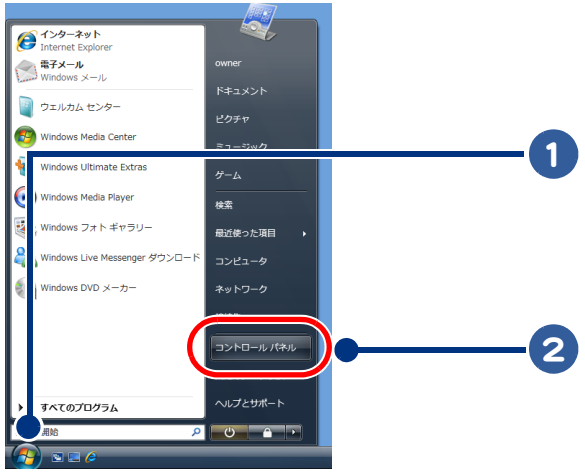 インターネット
Internet Explorer
電子メール
Windows メール
ウェルカム センター
Windows Media Center
Windows Ultimate Extras
Windows Media Player
Windows フォト ギャラリー
Windows Live Messenger ダウンロード
Windows DVD メーカー
すべてのプログラム
開始
owner
ドキュメント
ピクチャ
ミュージック
ゲーム
検索
最近使った項目
コンピュータ
ネットワーク
コントロール パネル
ヘルプとサポート
1
2